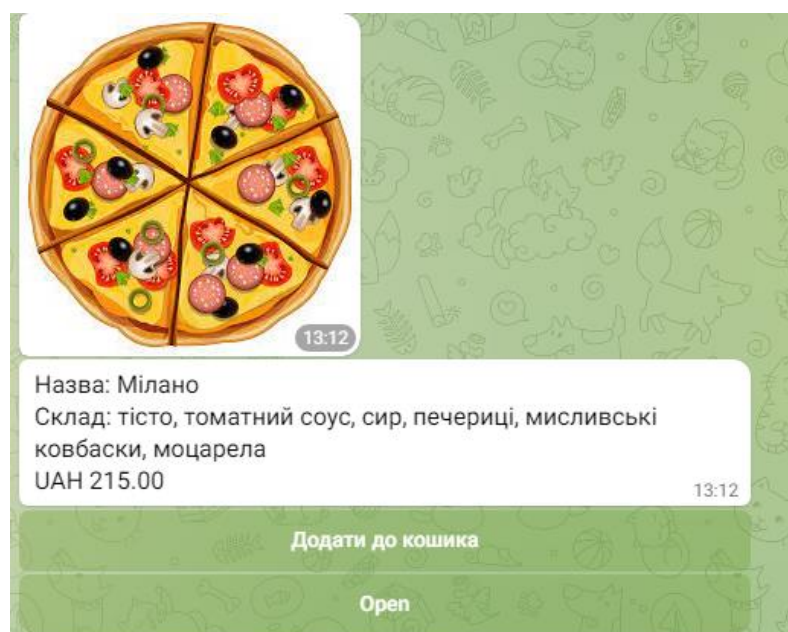 13:12
Назва: Мілано
Склад: тісто, томатний соус, сир, печериці, мисливські
ковбаски, моцарела
UAH 215.00
13:12
Додати до кошика
Open